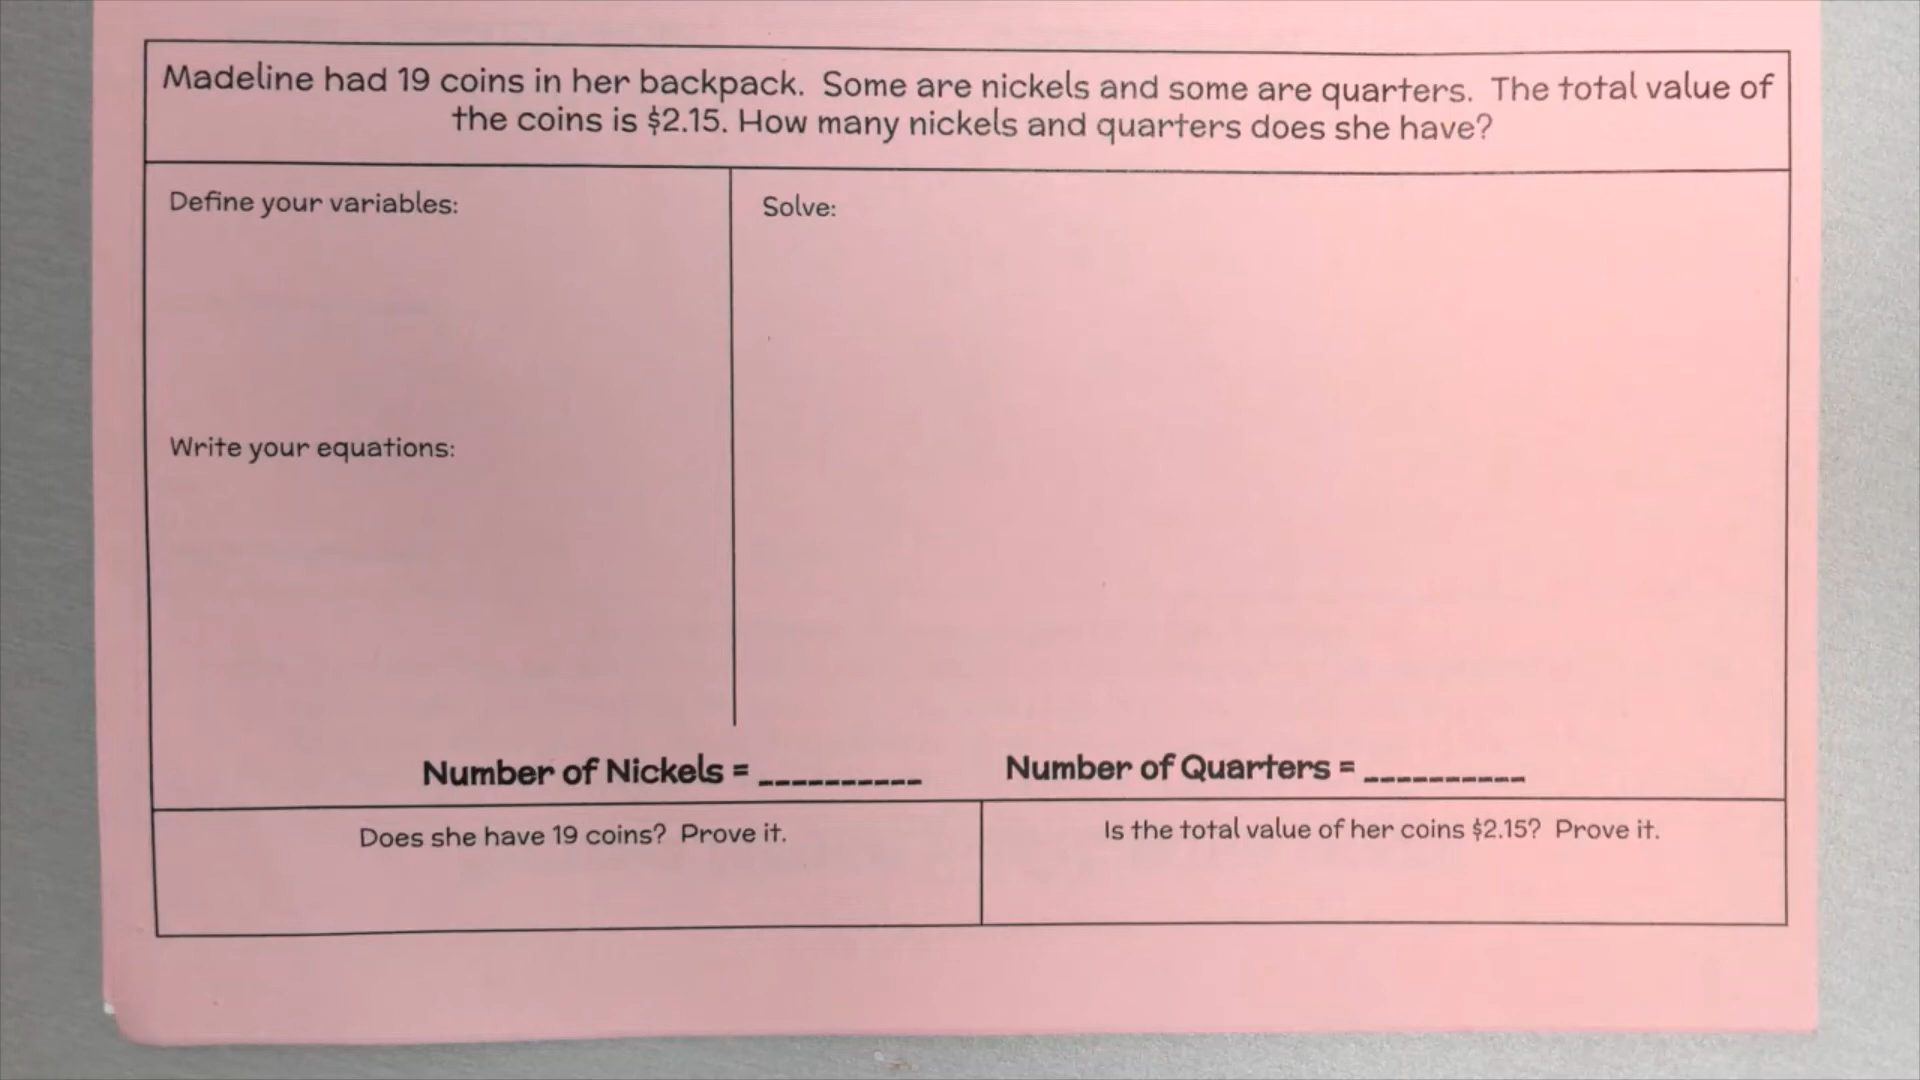 Madeline had 19 coins in her backpack. Some are nickels and some are quarters. The total value of
the coins is $2.15. How many nickels and quarters does she have?
Define your variables:
Solve:
Write your equations:
Number of Nickels = __________
Number of Quarters = __________
Does she have 19 coins? Prove it.
Is the total value of her coins $2.15? Prove it.